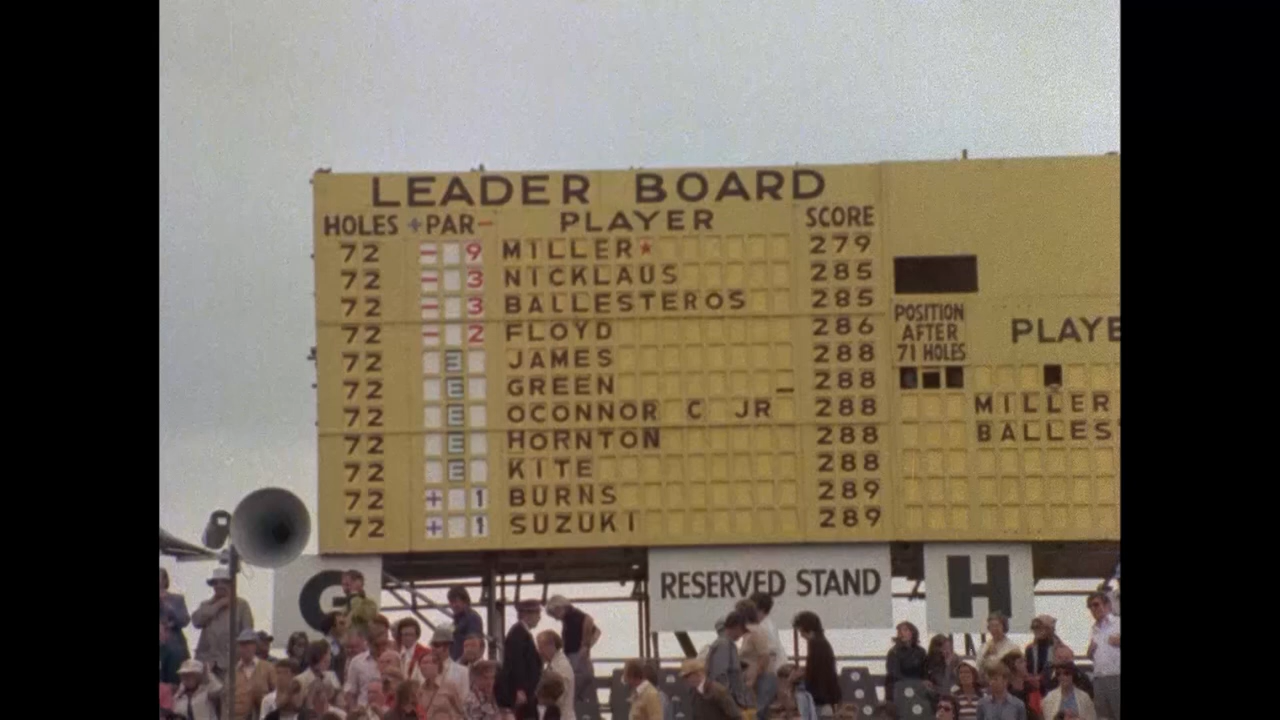 LEADER BOARD
HOLES +PAR- PLAYER SCORE
72 - 9 MILLER* 279
72 - 3 NICKLAUS 285
72 - 3 BALLESTEROS 285
72 - 2 FLOYD 286
72 E JAMES 288
72 E GREEN 288
72 E OCONNOR C JR 288
72 E HORNTON 288
72 E KITE 288
72 + 1 BURNS 289
72 + 1 SUZUKI 289
POSITION
AFTER
71 HOLES
PLAYE
MILLER
BALLES
G
RESERVED STAND
H